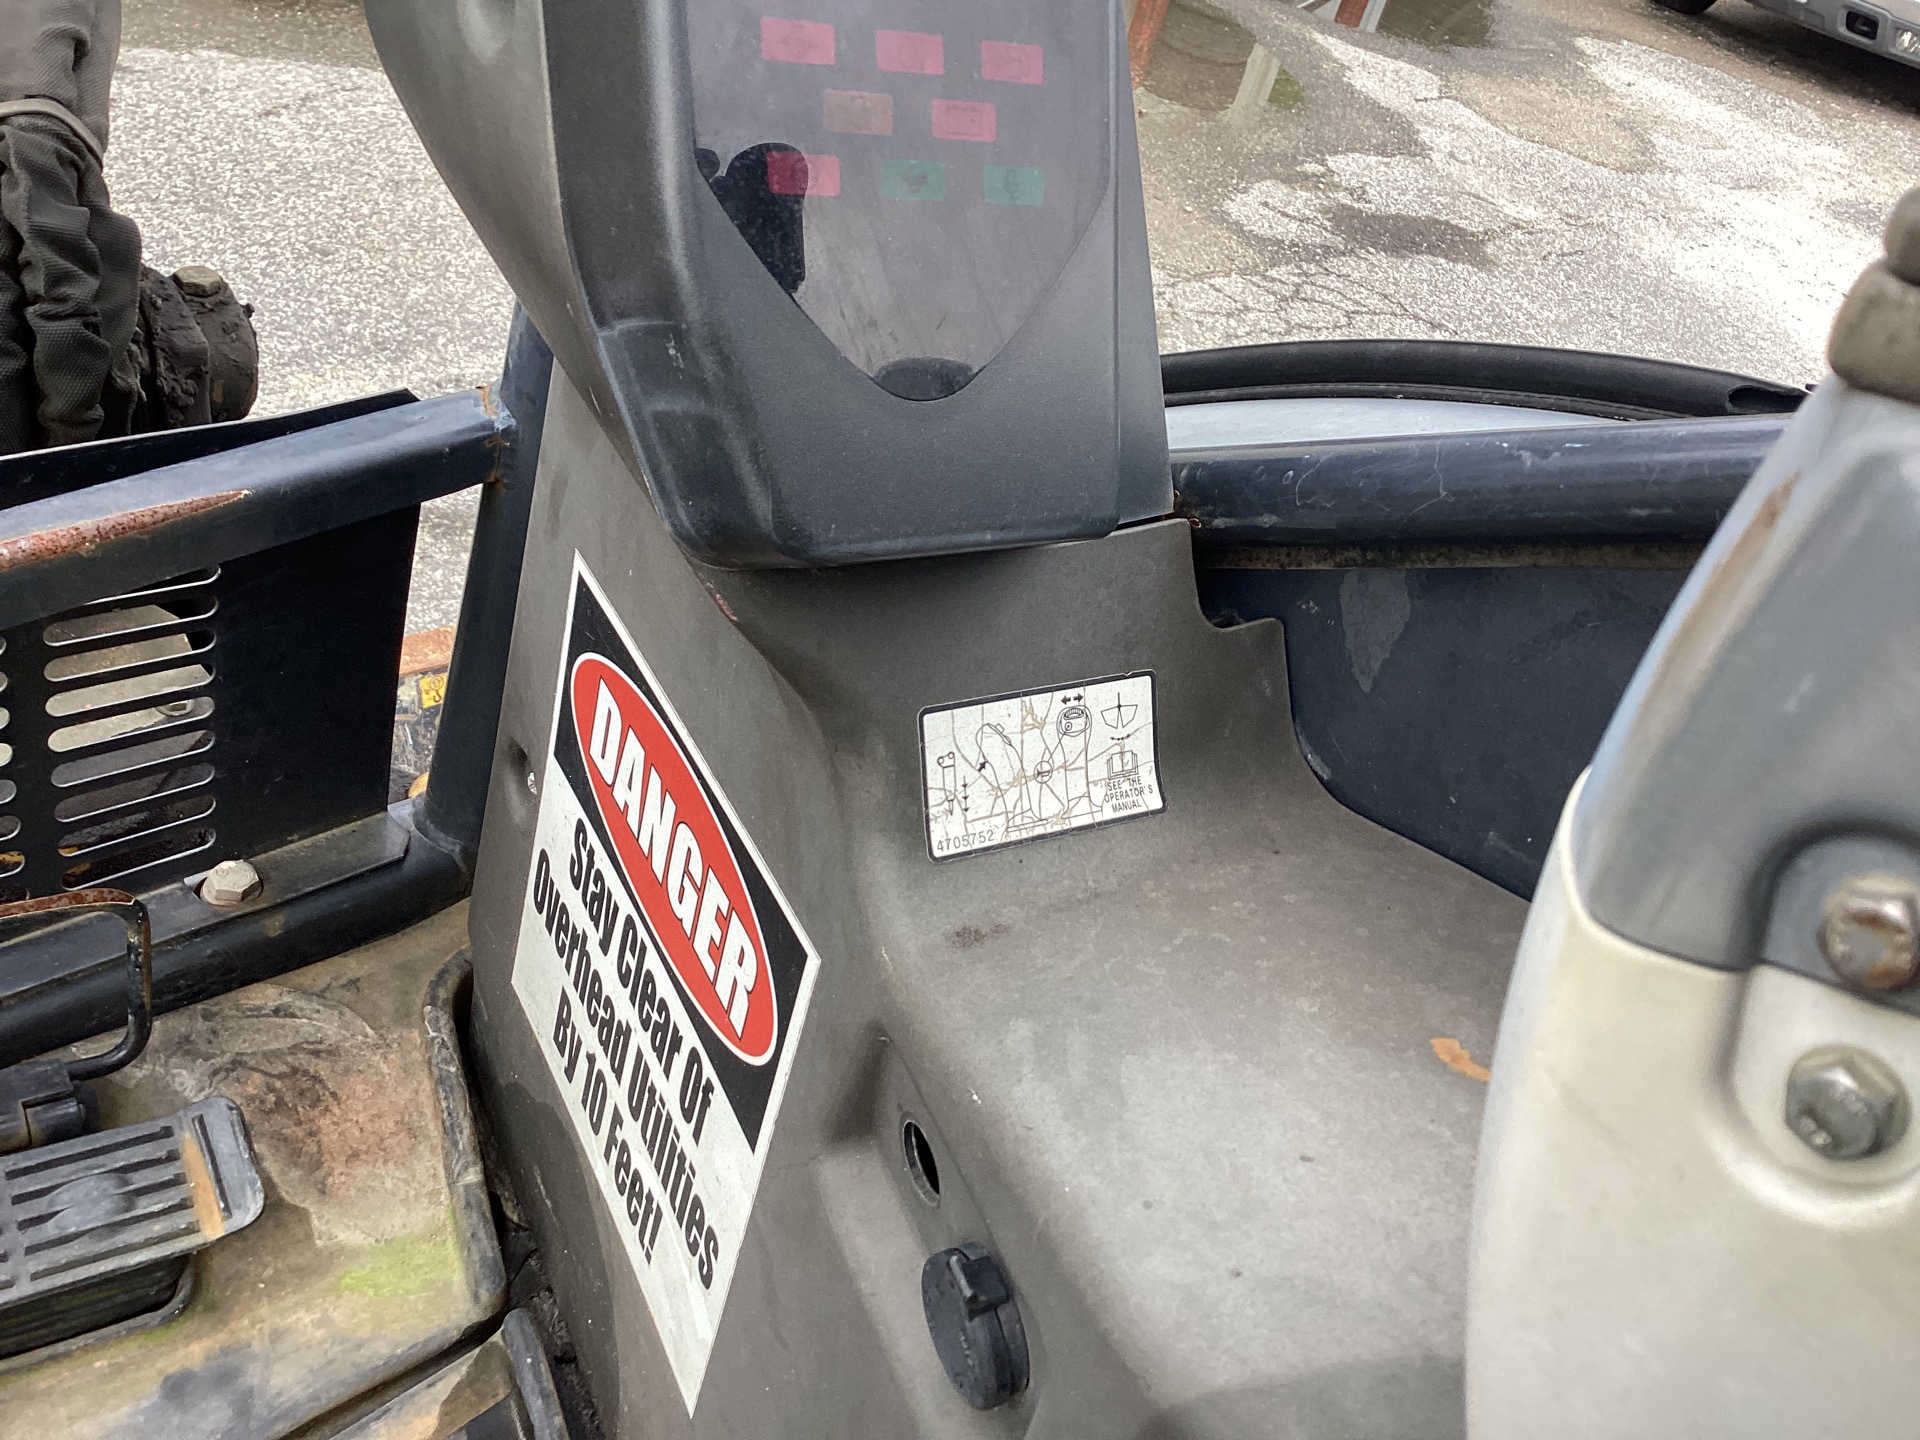 DANGER
Stay Clear Of
Overhead Utilities
By 10 Feet!
SEE THE
OPERATOR'S
MANUAL
4705752